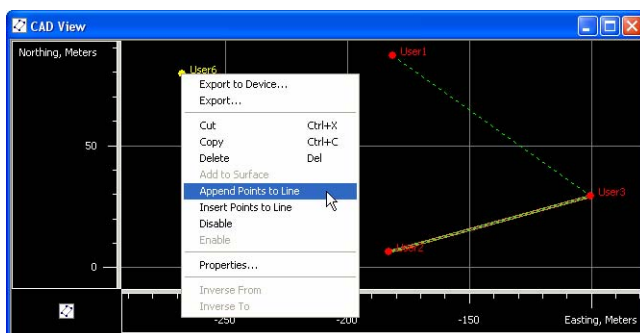 CAD View
Northing, Meters
User6
User1
Export to Device...
Export...
Cut Ctrl+X
Copy Ctrl+C
Delete Del
Add to Surface
Append Points to Line
Insert Points to Line
Disable
Enable
Properties...
Inverse From
Inverse To
50
User3
User2
0
-250
-200
-150
Easting, Meters